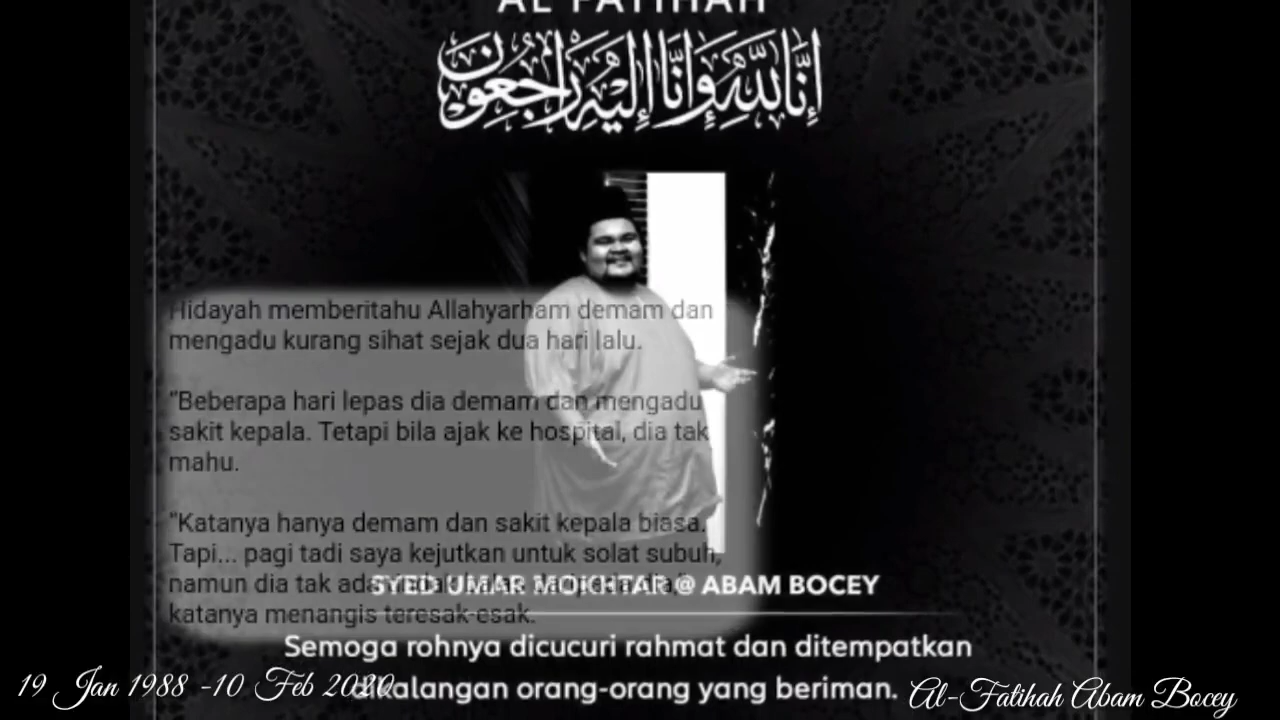 AL FATIHAH
إِنَّا لِلَّٰهِ وَإِنَّا إِلَيْهِ رَاجِعُونَ
Hidayah memberitahu Allahyarham demam dan
mengadu kurang sihat sejak dua hari lalu.
"Beberapa hari lepas dia demam dan mengadu
sakit kepala. Tetapi bila ajak ke hospital, dia tak
mahu.
"Katanya hanya demam dan sakit kepala biasa.
Tapi... pagi tadi saya kejutkan untuk solat subuh,
namun dia tak ada
katanya menangis teresak-esak.
SYED UMAR MOKHTAR @ ABAM BOCEY
Semoga rohnya dicucuri rahmat dan ditempatkan
dikalangan orang-orang yang beriman.
19 Jan 1988 -10 Feb 2020
Al-Fatihah Abam Bocey